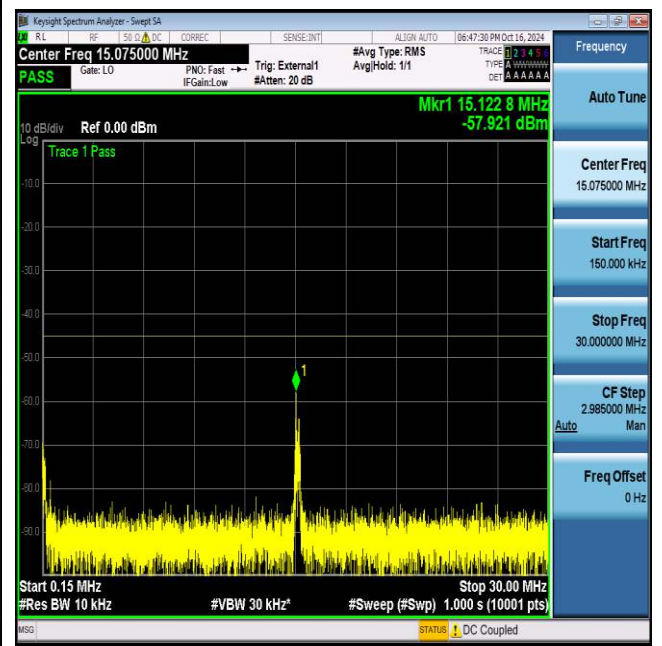 Keysight Spectrum Analyzer - Swept SA
RL RF 50 Ω DC CORREC SENSE:INT ALIGN AUTO 06:47:30 PM Oct 16, 2024
Center Freq 15.075000 MHz
PASS
Gate: LO
PNO: Fast
IFGain:Low
Trig: External1
#Atten: 20 dB
#Avg Type: RMS
Avg|Hold: 1/1
TRACE 1 2 3 4 5 6
TYPE A WWWWW
DET A A A A A A
Frequency
Mkr1 15.122 8 MHz
-57.921 dBm
10 dB/div Ref 0.00 dBm
Log
Trace 1 Pass
-10.0
-20.0
-30.0
-40.0
-50.0
-60.0
-70.0
-80.0
-90.0
1
Start 0.15 MHz
Stop 30.00 MHz
#Res BW 10 kHz #VBW 30 kHz* #Sweep (#Swp) 1.000 s (10001 pts)
Auto Tune
Center Freq
15.075000 MHz
Start Freq
150.000 kHz
Stop Freq
30.000000 MHz
CF Step
2.985000 MHz
Auto Man
Freq Offset
0 Hz
MSG
STATUS DC Coupled